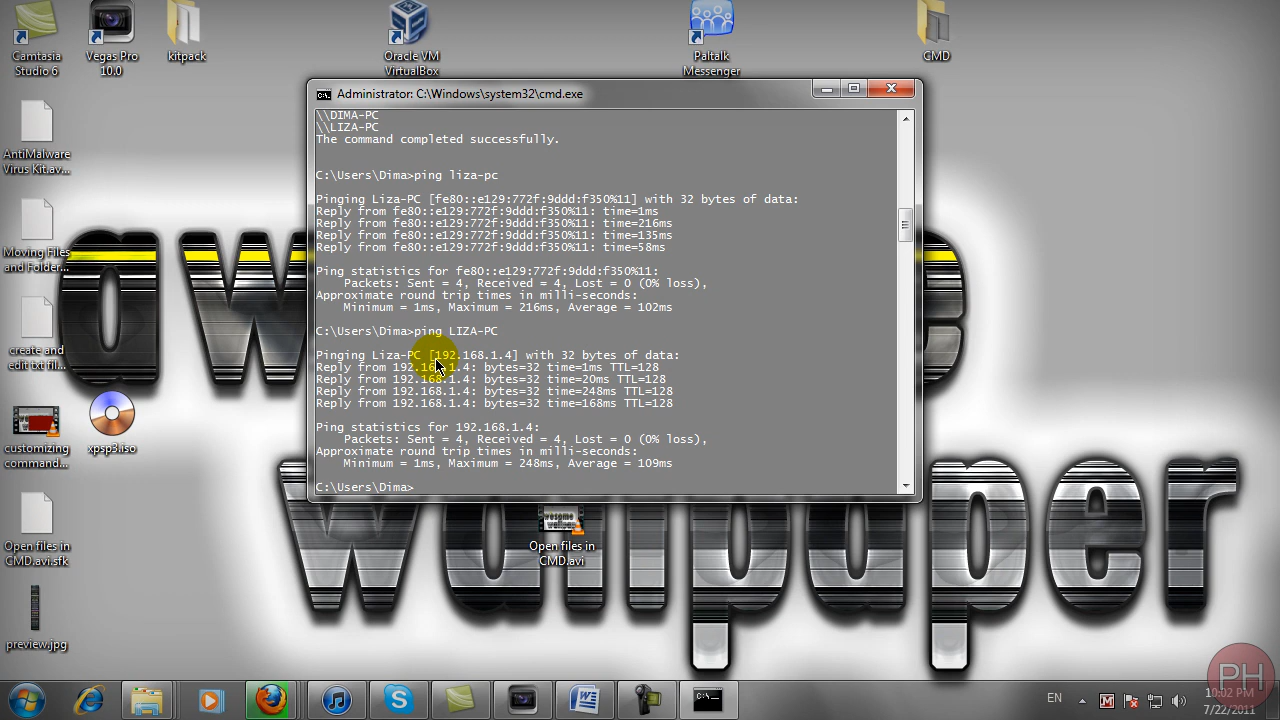 Camtasia
Studio 6
Vegas Pro
10.0
kitpack
Oracle VM
VirtualBox
Paltalk
Messenger
CMD
AntiMalware
Virus Kit.av...
Moving Files
and Folder...
create and
edit txt fil...
customizing
command...
xpsp3.iso
Open files in
CMD.avi.sfk
preview.jpg
Administrator: C:\Windows\system32\cmd.exe
\\DIMA-PC
\\LIZA-PC
The command completed successfully.
C:\Users\Dima>ping liza-pc
Pinging Liza-PC [fe80::e129:772f:9ddd:f350%11] with 32 bytes of data:
Reply from fe80::e129:772f:9ddd:f350%11: time=1ms
Reply from fe80::e129:772f:9ddd:f350%11: time=216ms
Reply from fe80::e129:772f:9ddd:f350%11: time=135ms
Reply from fe80::e129:772f:9ddd:f350%11: time=58ms
Ping statistics for fe80::e129:772f:9ddd:f350%11:
Packets: Sent = 4, Received = 4, Lost = 0 (0% loss),
Approximate round trip times in milli-seconds:
Minimum = 1ms, Maximum = 216ms, Average = 102ms
C:\Users\Dima>ping LIZA-PC
Pinging Liza-PC [192.168.1.4] with 32 bytes of data:
Reply from 192.168.1.4: bytes=32 time=1ms TTL=128
Reply from 192.168.1.4: bytes=32 time=20ms TTL=128
Reply from 192.168.1.4: bytes=32 time=248ms TTL=128
Reply from 192.168.1.4: bytes=32 time=168ms TTL=128
Ping statistics for 192.168.1.4:
Packets: Sent = 4, Received = 4, Lost = 0 (0% loss),
Approximate round trip times in milli-seconds:
Minimum = 1ms, Maximum = 248ms, Average = 109ms
C:\Users\Dima>
wallpaper
Open files in
CMD.avi
EN
PH
10:02 PM
7/22/2011